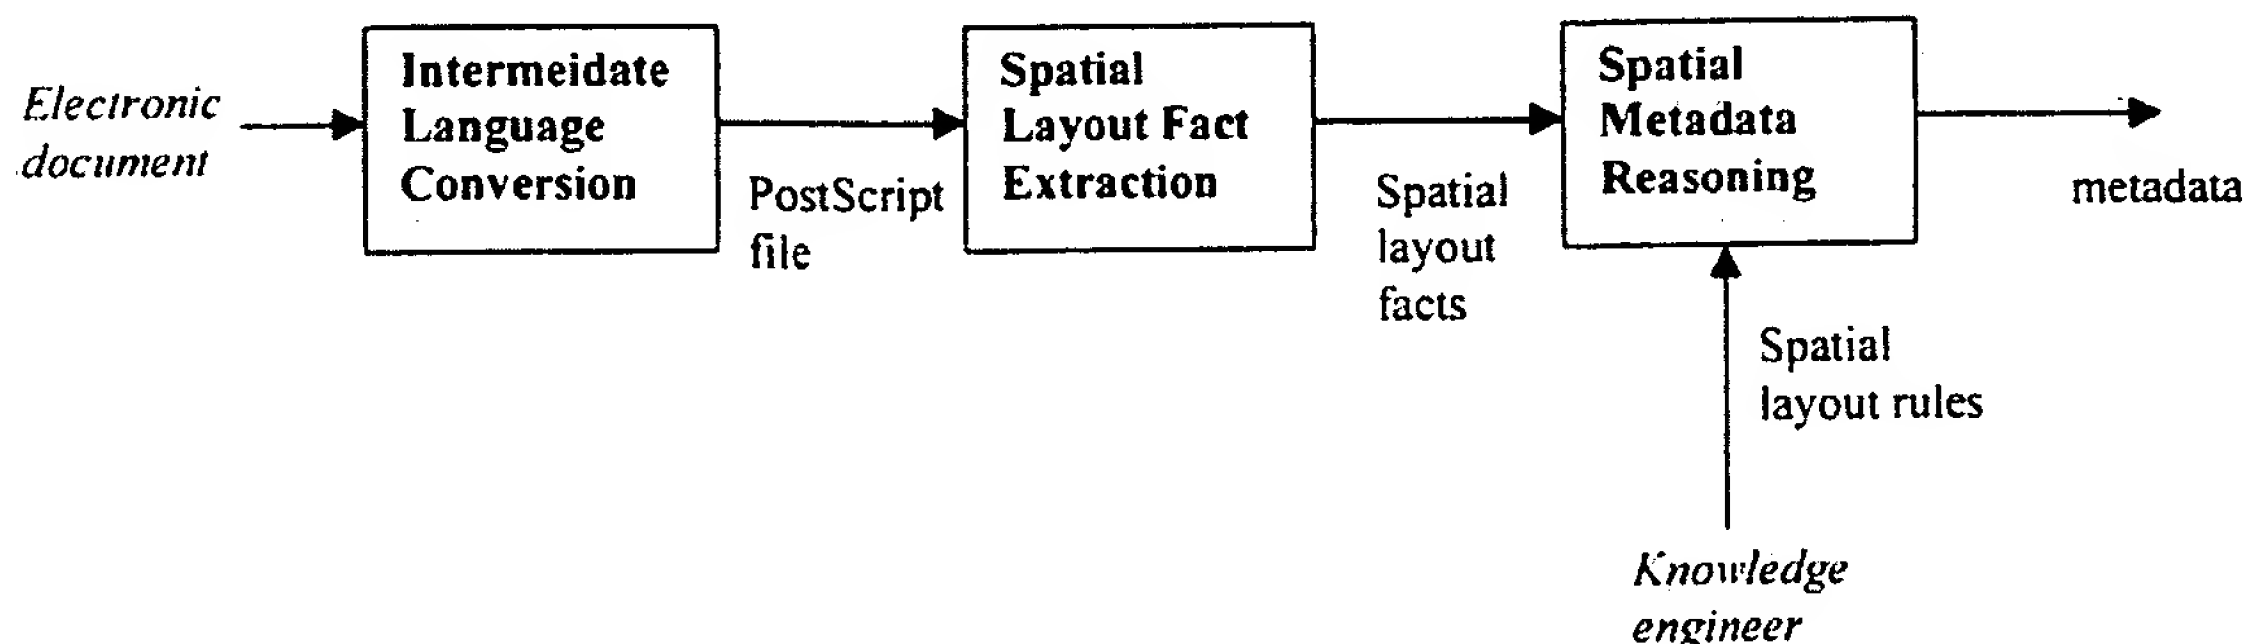 Electronic
document
Intermeidate
Language
Conversion
PostScript
file
Spatial
Layout Fact
Extraction
Spatial
layout
facts
Spatial
Metadata
Reasoning
metadata
Spatial
layout rules
Knowledge
engineer